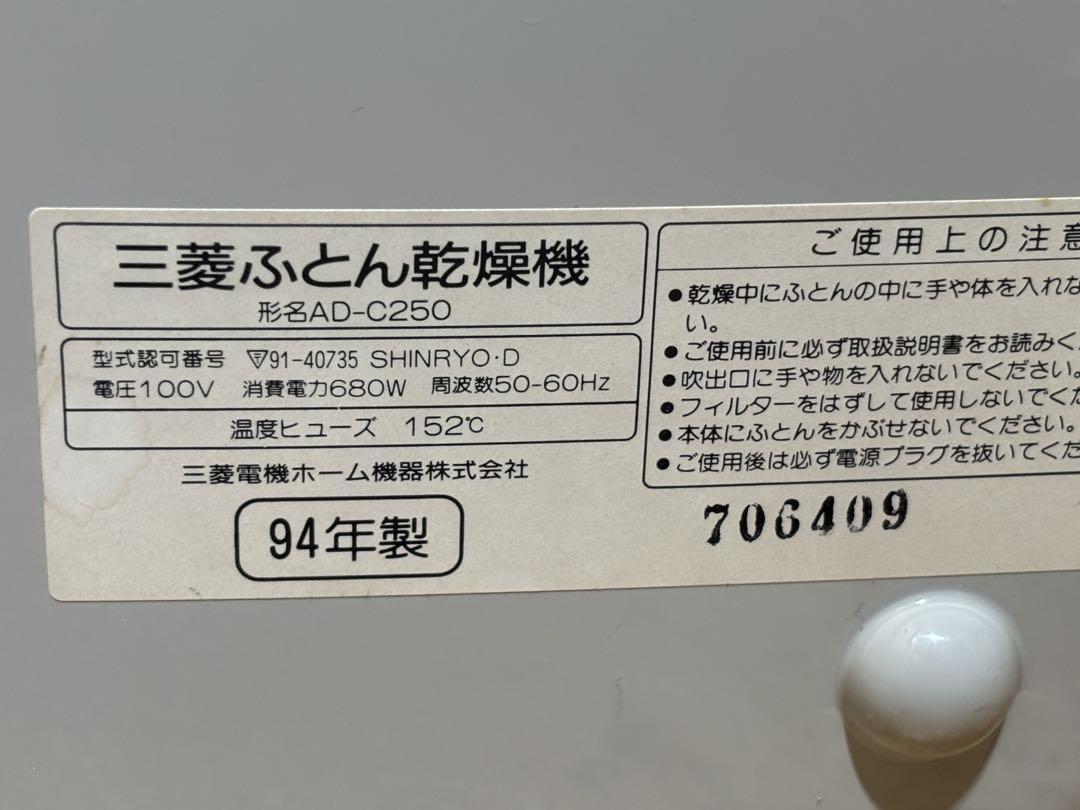 三菱ふとん乾燥機
形名AD-C250
型式認可番号 91-40735 SHINRYO・D
電圧100V 消費電力680W 周波数50-60Hz
温度ヒューズ 152℃
三菱電機ホーム機器株式会社
94年製
ご使用上の注意
●乾燥中にふとんの中に手や体を入れな
い。
●ご使用前に必ず取扱説明書をお読みく
●吹出口に手や物を入れないでください。
●フィルターをはずして使用しないでくだ
●本体にふとんをかぶせないでください。
●ご使用後は必ず電源プラグを抜いてくだ
706409